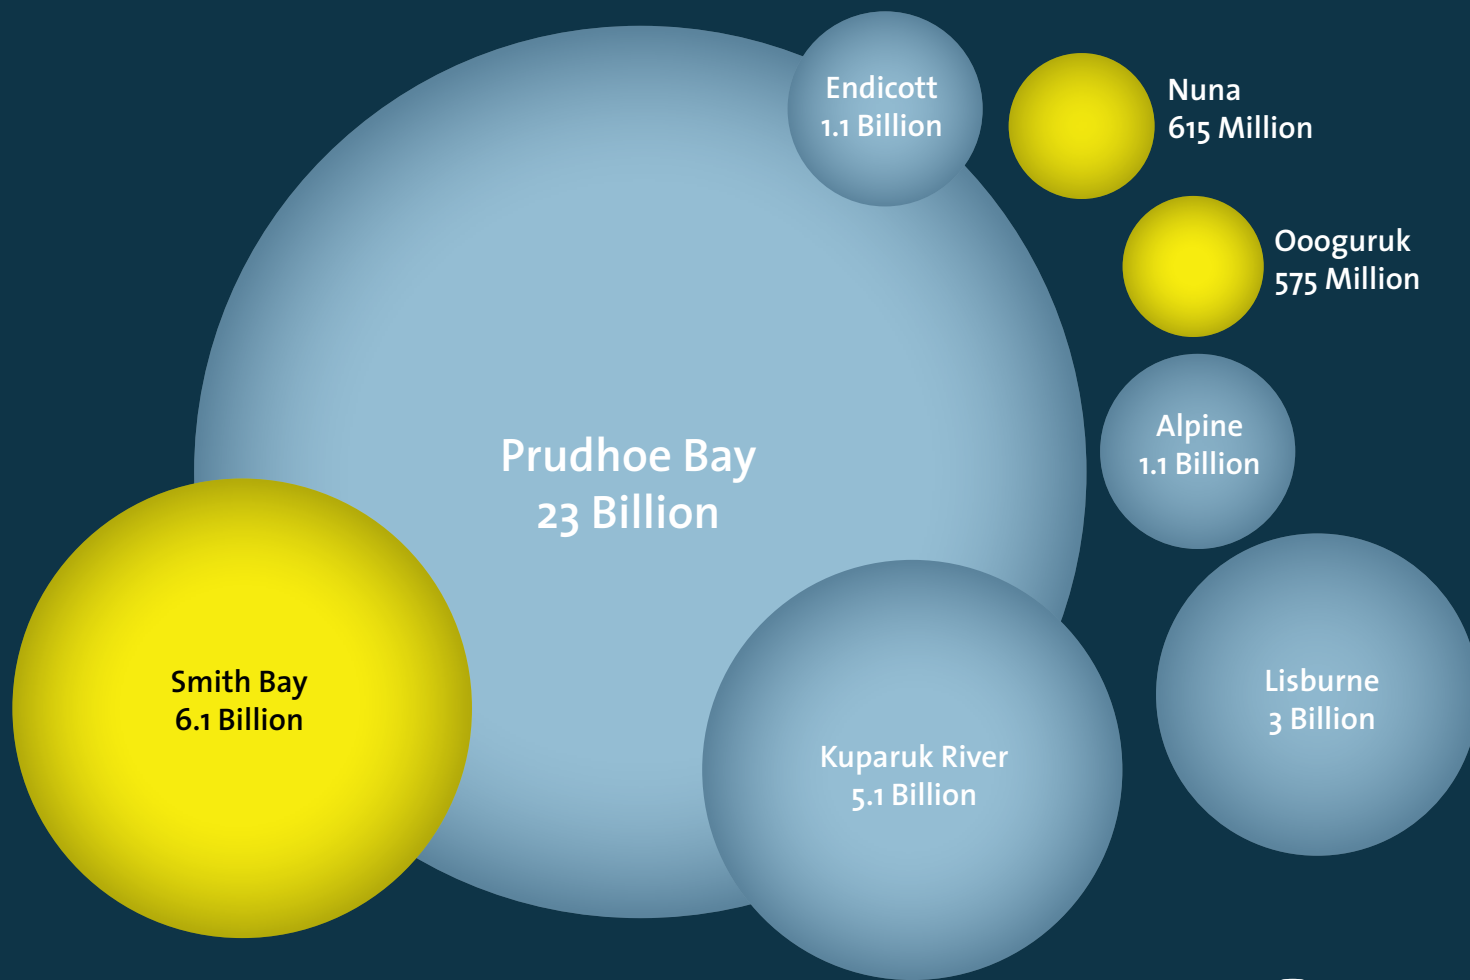 Endicott
1.1 Billion
Nuna
615 Million
Oooguruk
575 Million
Alpine
1.1 Billion
Prudhoe Bay
23 Billion
Smith Bay
6.1 Billion
Lisburne
3 Billion
Kuparuk River
5.1 Billion